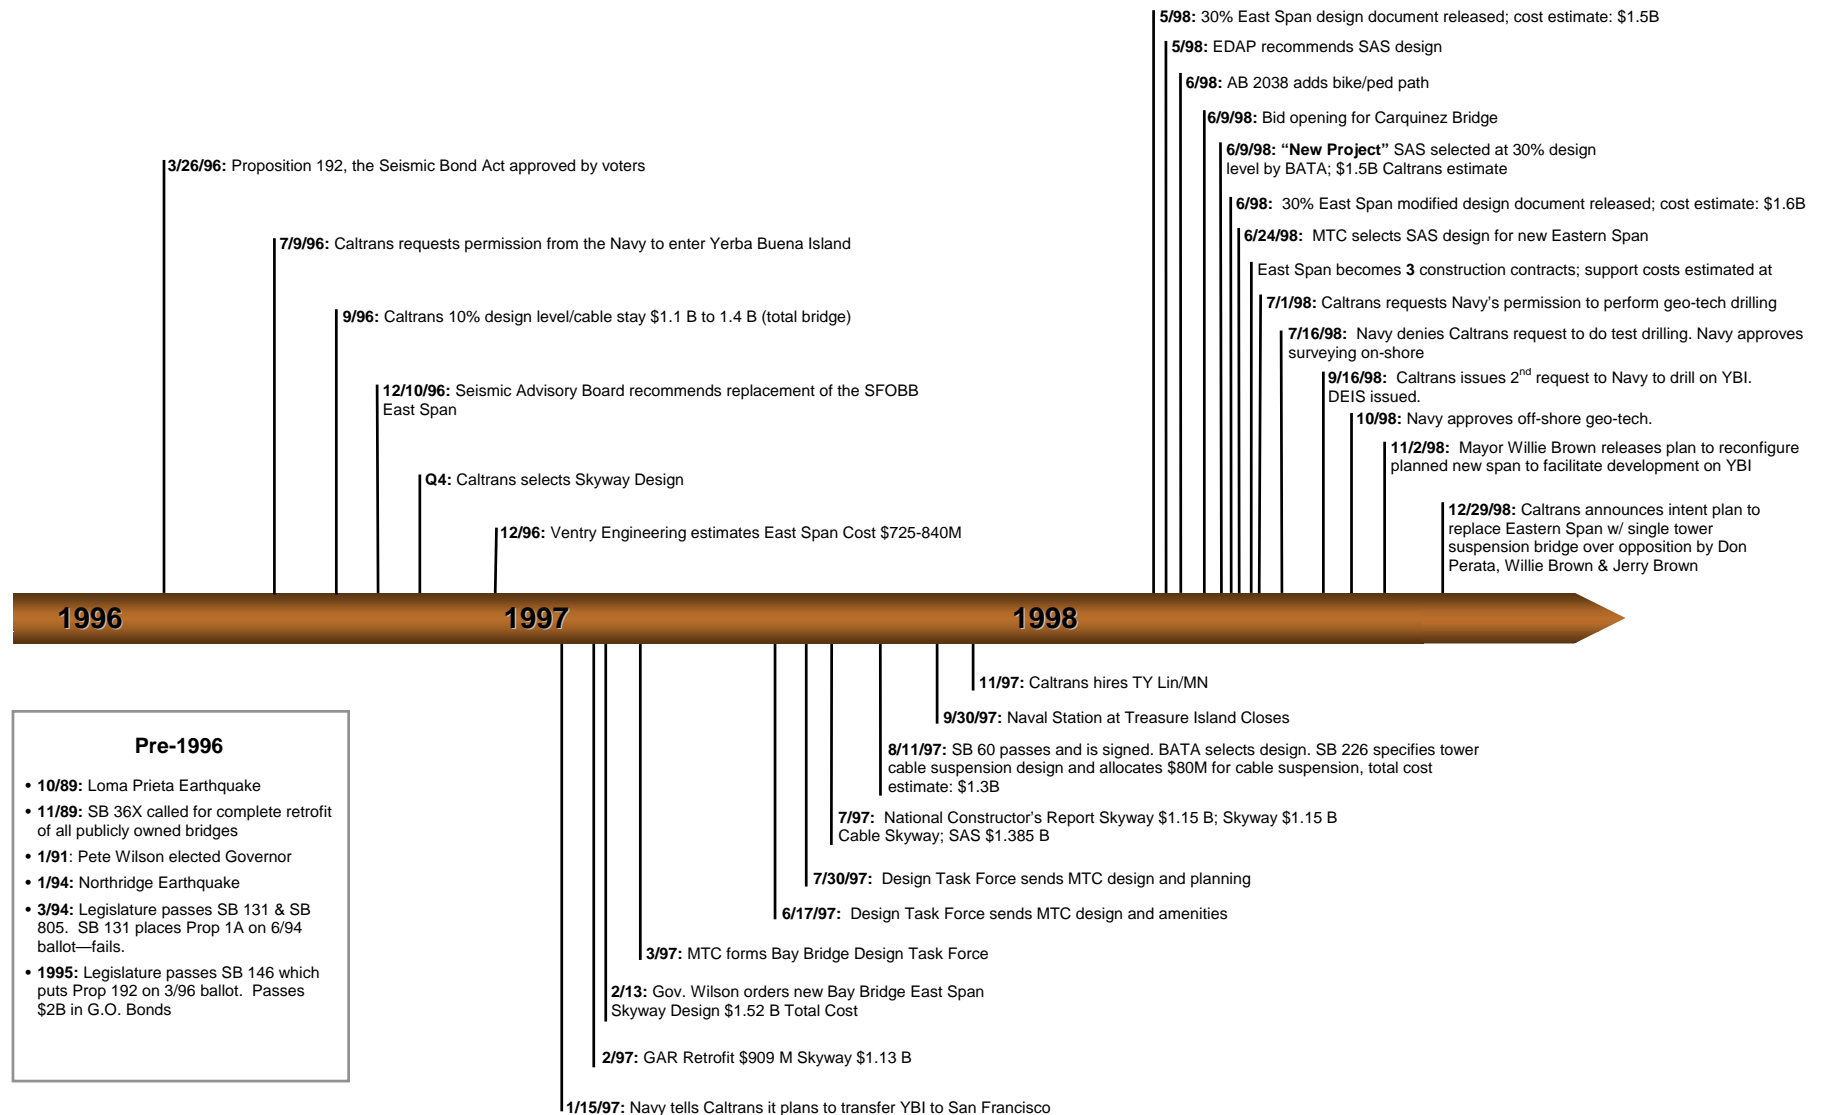 5/98: 30% East Span design document released; cost estimate: $1.5B
5/98: EDAP recommends SAS design
6/98: AB 2038 adds bike/ped path
6/9/98: Bid opening for Carquinez Bridge
6/9/98: “New Project” SAS selected at 30% design
level by BATA; $1.5B Caltrans estimate
6/98: 30% East Span modified design document released; cost estimate: $1.6B
6/24/98: MTC selects SAS design for new Eastern Span
East Span becomes 3 construction contracts; support costs estimated at
7/1/98: Caltrans requests Navy’s permission to perform geo-tech drilling
7/16/98: Navy denies Caltrans request to do test drilling. Navy approves
surveying on-shore
9/16/98: Caltrans issues 2nd request to Navy to drill on YBI.
DEIS issued.
10/98: Navy approves off-shore geo-tech.
11/2/98: Mayor Willie Brown releases plan to reconfigure
planned new span to facilitate development on YBI
12/29/98: Caltrans announces intent plan to
replace Eastern Span w/ single tower
suspension bridge over opposition by Don
Perata, Willie Brown & Jerry Brown
3/26/96: Proposition 192, the Seismic Bond Act approved by voters
7/9/96: Caltrans requests permission from the Navy to enter Yerba Buena Island
9/96: Caltrans 10% design level/cable stay $1.1 B to 1.4 B (total bridge)
12/10/96: Seismic Advisory Board recommends replacement of the SFOBB
East Span
Q4: Caltrans selects Skyway Design
12/96: Ventry Engineering estimates East Span Cost $725-840M
1996
1997
1998
11/97: Caltrans hires TY Lin/MN
9/30/97: Naval Station at Treasure Island Closes
8/11/97: SB 60 passes and is signed. BATA selects design. SB 226 specifies tower
cable suspension design and allocates $80M for cable suspension, total cost
estimate: $1.3B
7/97: National Constructor’s Report Skyway $1.15 B; Skyway $1.15 B
Cable Skyway; SAS $1.385 B
7/30/97: Design Task Force sends MTC design and planning
6/17/97: Design Task Force sends MTC design and amenities
3/97: MTC forms Bay Bridge Design Task Force
2/13: Gov. Wilson orders new Bay Bridge East Span
Skyway Design $1.52 B Total Cost
2/97: GAR Retrofit $909 M Skyway $1.13 B
1/15/97: Navy tells Caltrans it plans to transfer YBI to San Francisco
Pre-1996
• 10/89: Loma Prieta Earthquake
• 11/89: SB 36X called for complete retrofit
of all publicly owned bridges
• 1/91: Pete Wilson elected Governor
• 1/94: Northridge Earthquake
• 3/94: Legislature passes SB 131 & SB
805. SB 131 places Prop 1A on 6/94
ballot—fails.
• 1995: Legislature passes SB 146 which
puts Prop 192 on 3/96 ballot. Passes
$2B in G.O. Bonds